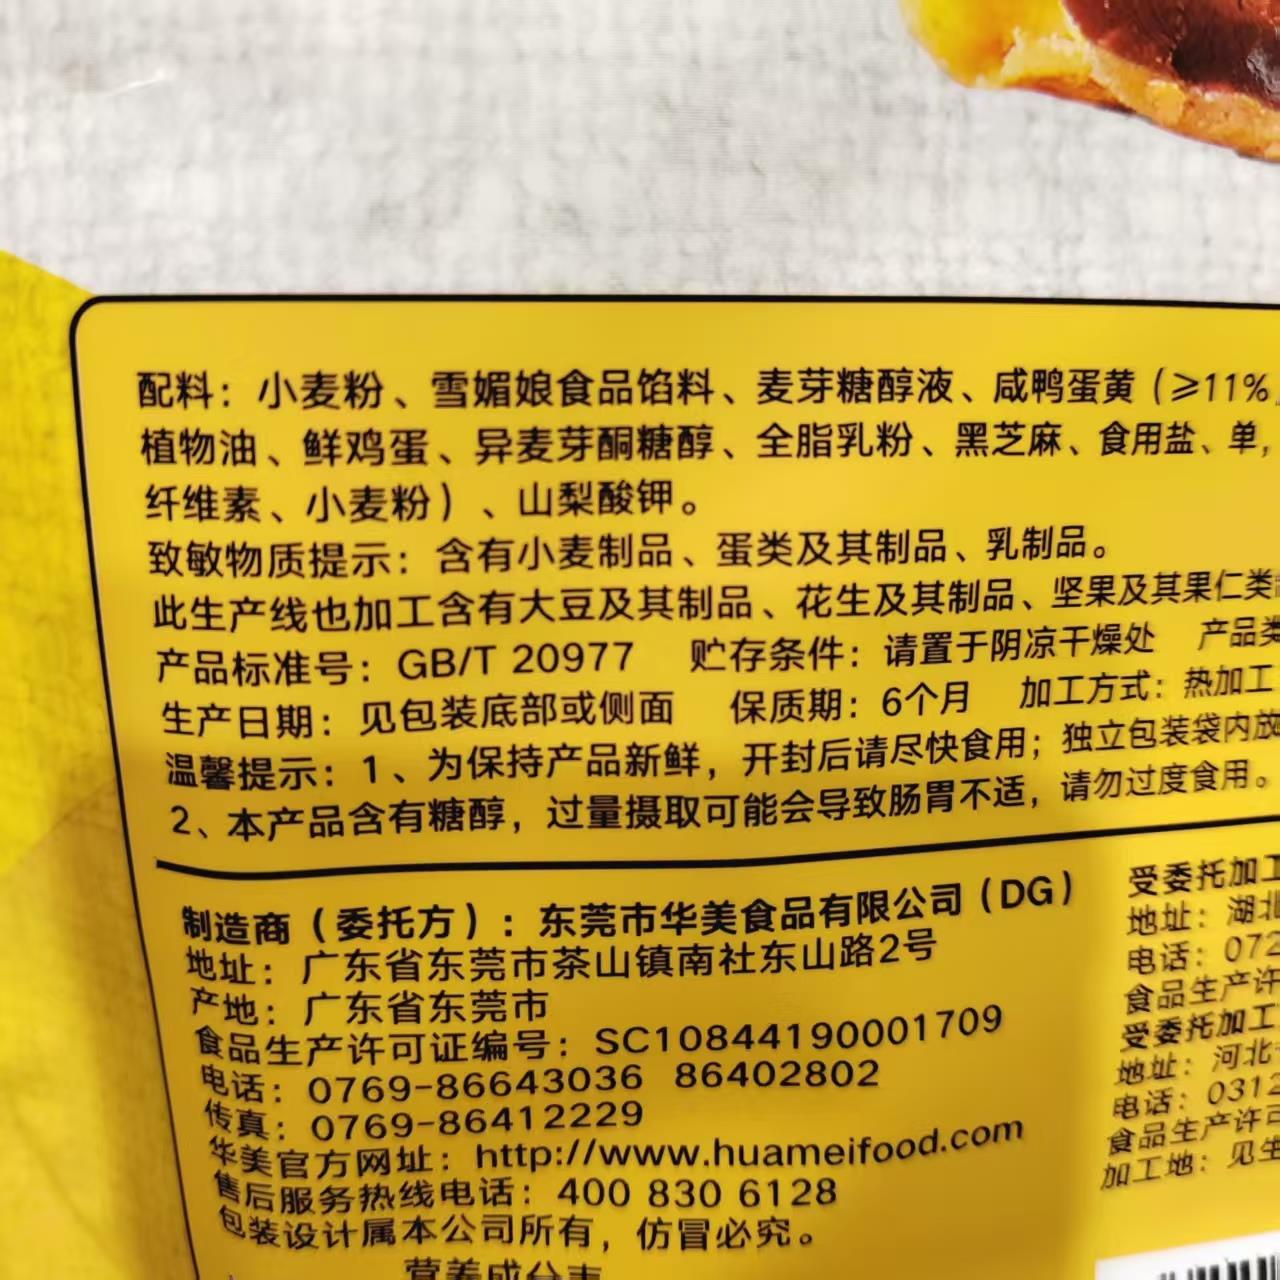 配料：小麦粉、雪媚娘食品馅料、麦芽糖醇液、咸鸭蛋黄（≥11%
植物油、鲜鸡蛋、异麦芽酮糖醇、全脂乳粉、黑芝麻、食用盐、单，
纤维素、小麦粉）、山梨酸钾。
致敏物质提示：含有小麦制品、蛋类及其制品、乳制品。
此生产线也加工含有大豆及其制品、花生及其制品、坚果及其果仁类
产品标准号：GB/T 20977 贮存条件：请置于阴凉干燥处 产品类
生产日期：见包装底部或侧面 保质期：6个月 加工方式：热加工
温馨提示：1、为保持产品新鲜，开封后请尽快食用；独立包装袋内放
2、本产品含有糖醇，过量摄取可能会导致肠胃不适，请勿过度食用。
制造商（委托方）：东莞市华美食品有限公司（DG）
地址：广东省东莞市茶山镇南社东山路2号
产地：广东省东莞市
食品生产许可证编号：SC10844190001709
电话：0769-86643036 86402802
传真：0769-86412229
华美官方网址：http://www.huameifood.com
售后服务热线电话：400 830 6128
包装设计属本公司所有，仿冒必究。
营养成分表
受委托加工
地址：湖北
电话：072
食品生产许
受委托加工
地址：河北
电话：0312
食品生产许可
加工地：见生